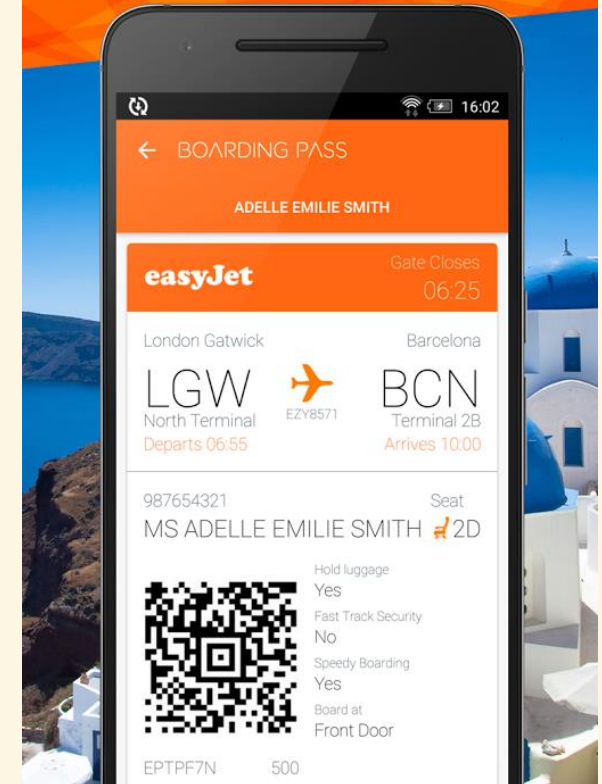 16:02
BOARDING PASS
ADELLE EMILIE SMITH
easyJet
Gate Closes
06:25
London Gatwick
Barcelona
LGW
BCN
North Terminal
EZY8571
Terminal 2B
Departs 06:55
Arrives 10:00
987654321
Seat
MS ADELLE EMILIE SMITH
2D
Hold luggage
Yes
Fast Track Security
No
Speedy Boarding
Yes
Board at
Front Door
EPTPF7N
500